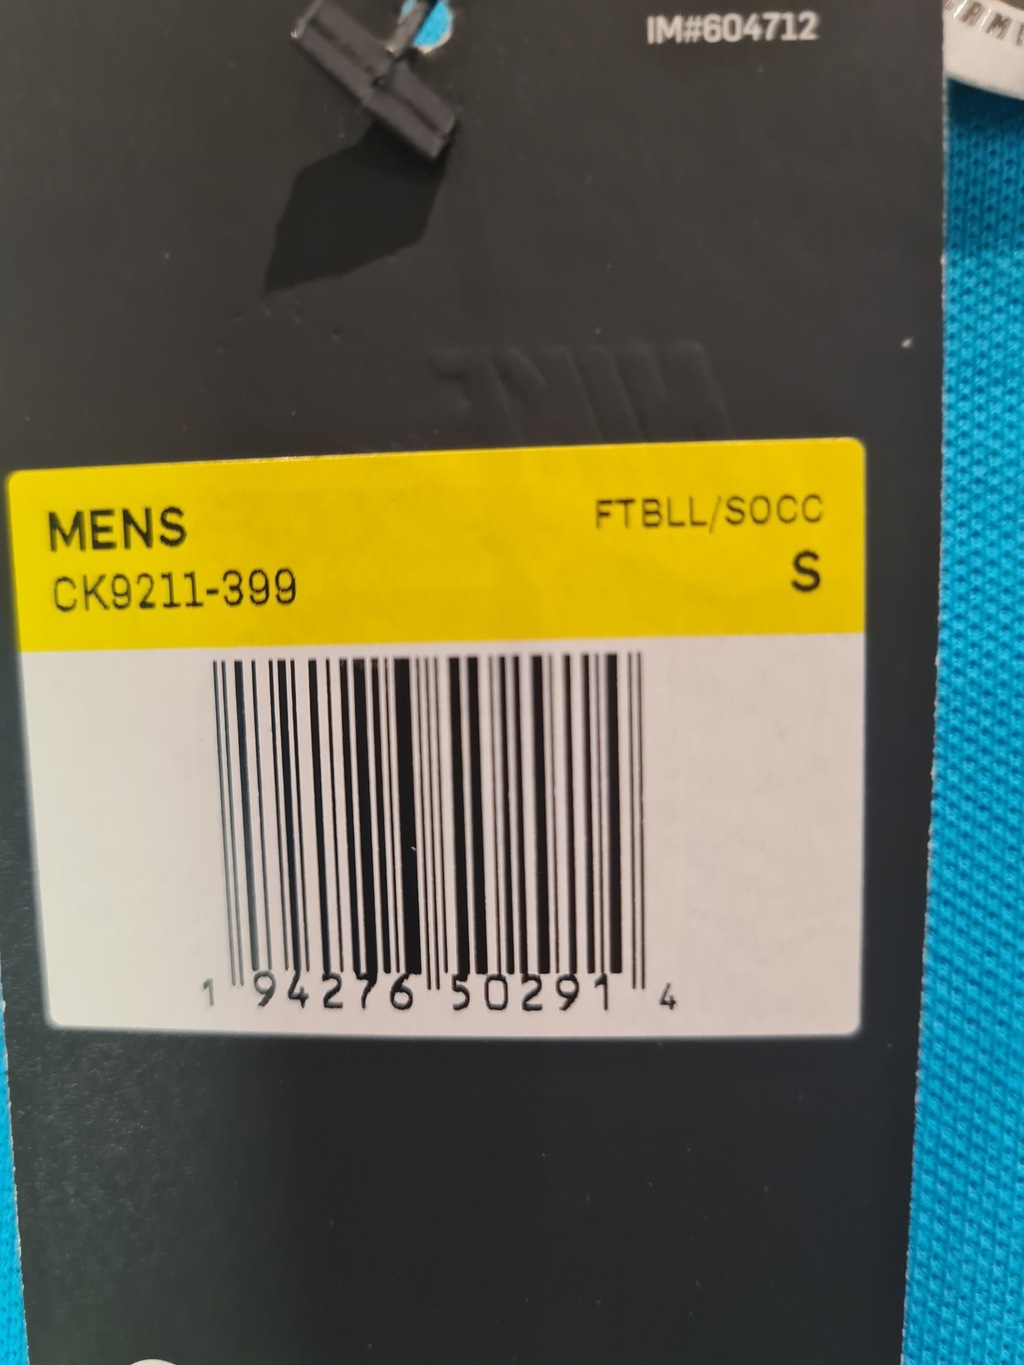 IM#604712
MENS
FTBLL/SOCC
CK9211-399
S
1 94276 50291 4